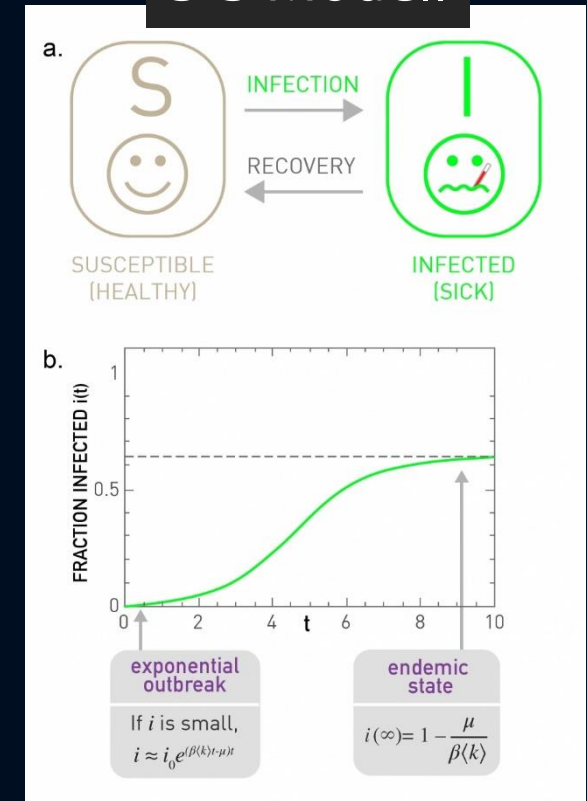 a.
S
I
INFECTION
RECOVERY
SUSCEPTIBLE
(HEALTHY)
INFECTED
(SICK)
b.
FRACTION INFECTED i(t)
1
0.5
0
0 2 4 t 6 8 10
exponential
outbreak
If i is small,
i ≈ i₀e^(β⟨k⟩t-μ)t
endemic
state
i(∞)= 1 − μ/β⟨k⟩